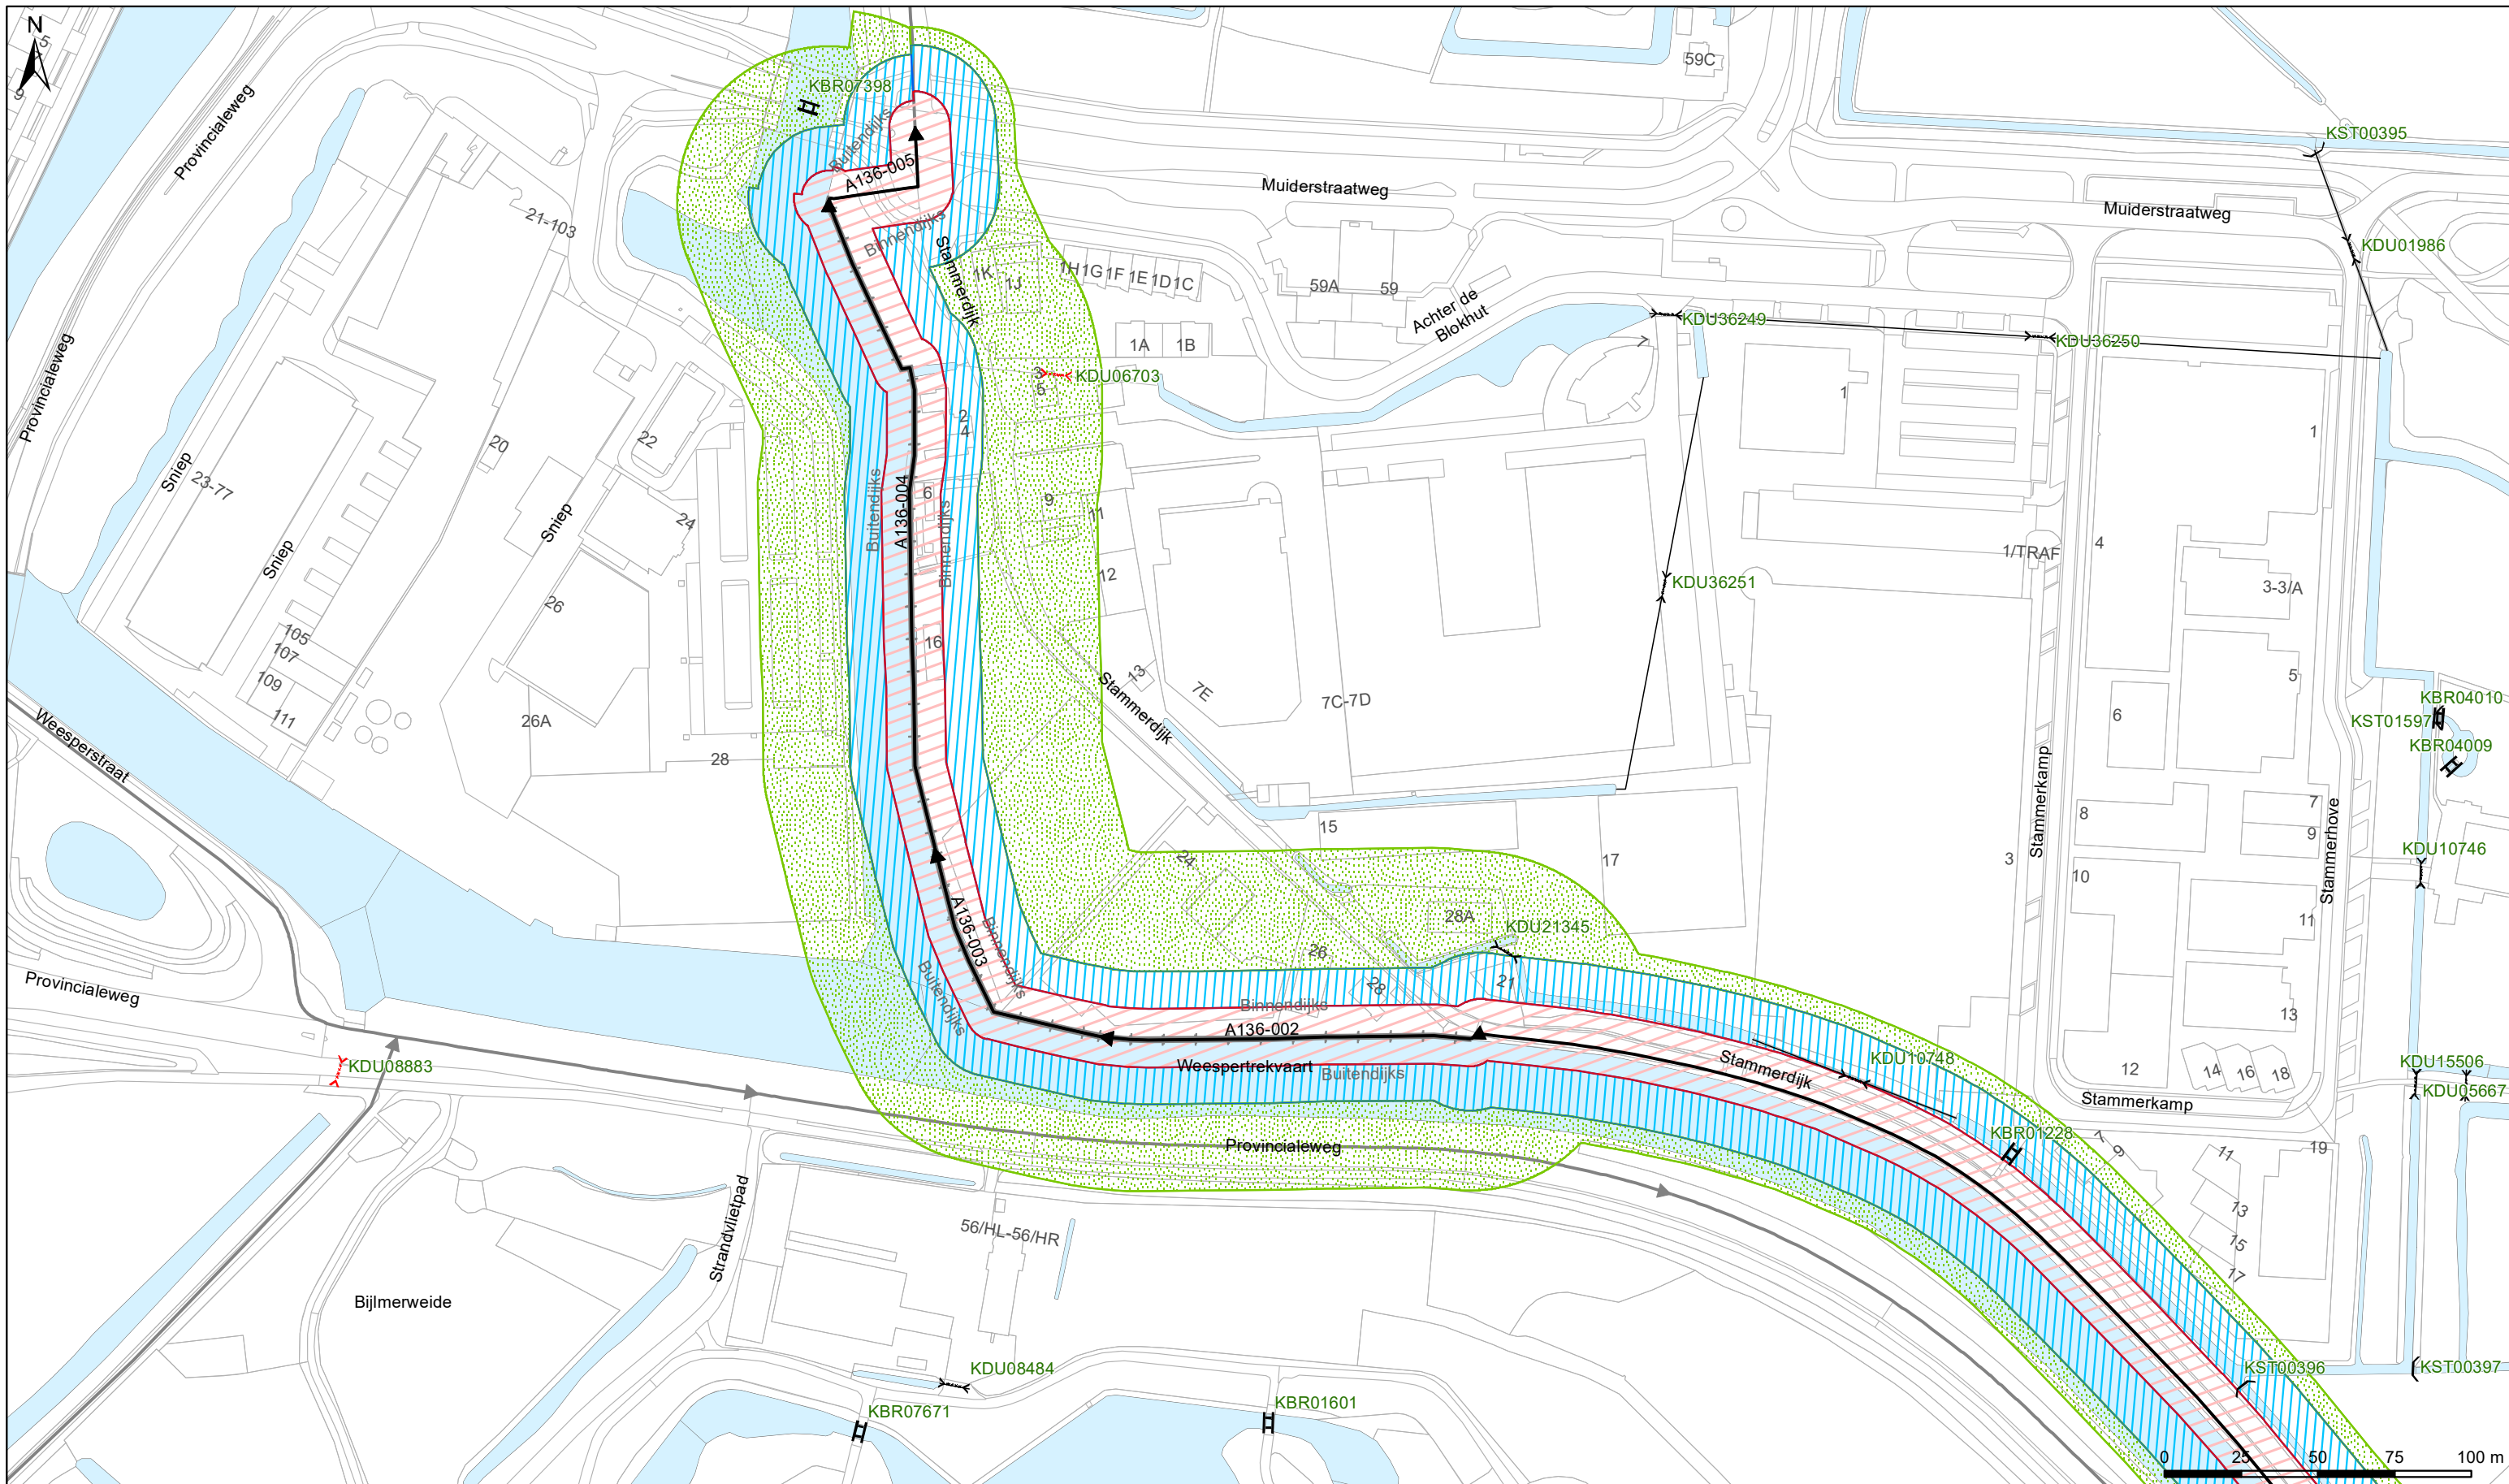 N
5
9
Provincialeweg
Provincialeweg
21-103
KBR07398
Buitendijks
A136-005
Binnendijks
Stammerdijk
1K
1J
1H
1G
1F
1E
1D
1C
1A
1B
59C
Muiderstraatweg
59A
59
Achter de
Blokhut
KST00395
Muiderstraatweg
KDU01986
KDU36249
KDU36250
KDU06703
3
5
2
4
7
1
1
Sniep
23-77
20
22
Sniep
24
Sniep
26
Buitendijks
A136-004
6
Binnendijks
9
11
12
16
KDU36251
1/TRAF
4
3-3/A
105
107
109
111
26A
28
13
Stammerdijk
7E
7C-7D
5
6
KBR04010
KST01597
KBR04009
Weesperstraat
Stammerkamp
8
7
9
Stammerhove
15
24
17
3
KDU10746
10
28A
11
A136-003
Binnendijks
Buitendijks
26
28
KDU21345
21
Provincialeweg
Binnendijks
A136-002
Weespertrekvaart
Buitendijks
Stammerdijk
KDU10748
13
KDU08883
12
14
16
18
KDU15506
KDU05667
Stammerkamp
Provincialeweg
KBR01228
7
9
11
19
13
15
17
Strandvlietpad
56/HL-56/HR
Bijlmerweide
KDU08484
KBR07671
KBR01601
KST00396
KST00397
0 25 50 75 100 m